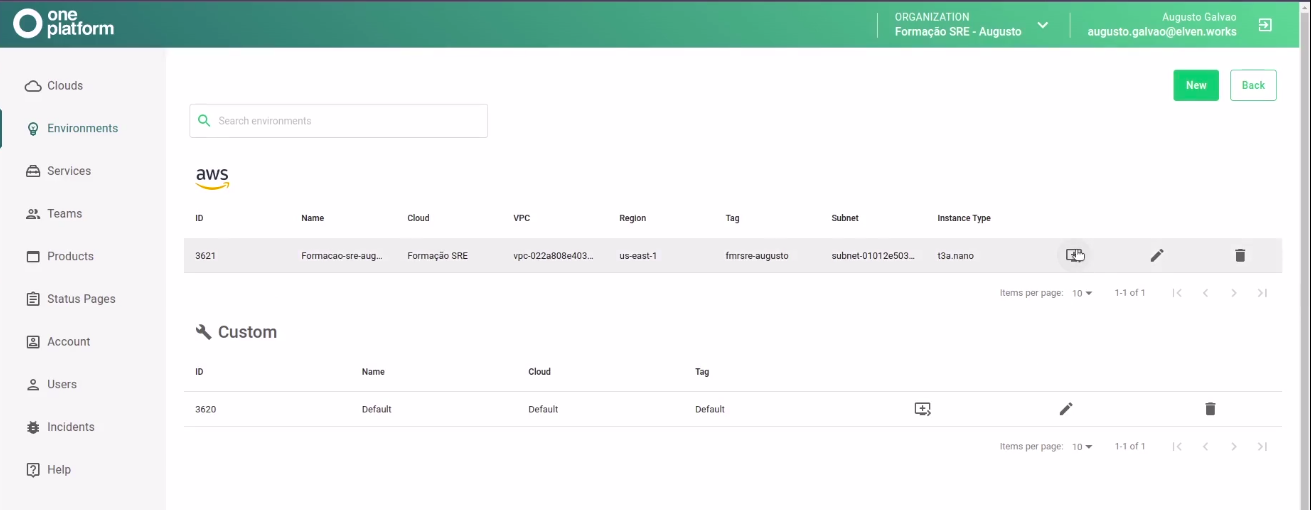 one
platform
ORGANIZATION
Formação SRE - Augusto
Augusto Galvao
augusto.galvao@elven.works
Clouds
Environments
Services
Teams
Products
Status Pages
Account
Users
Incidents
Help
New
Back
Search environments
aws
ID Name Cloud VPC Region Tag Subnet Instance Type
3621 Formacao-sre-aug... Formação SRE vpc-022a808e403... us-east-1 fmrsre-augusto subnet-01012e503... t3a.nano
Items per page: 10 1-1 of 1
Custom
ID Name Cloud Tag
3620 Default Default Default
Items per page: 10 1-1 of 1